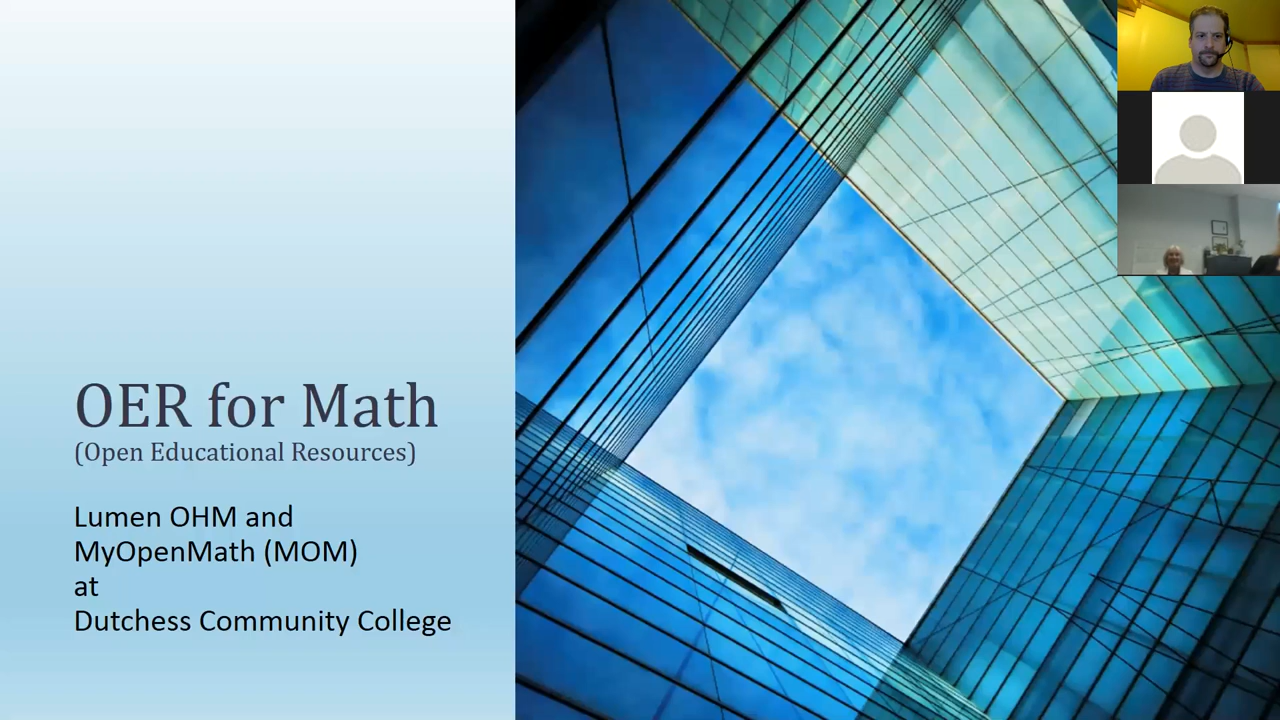 OER for Math
(Open Educational Resources)
Lumen OHM and
MyOpenMath (MOM)
at
Dutchess Community College